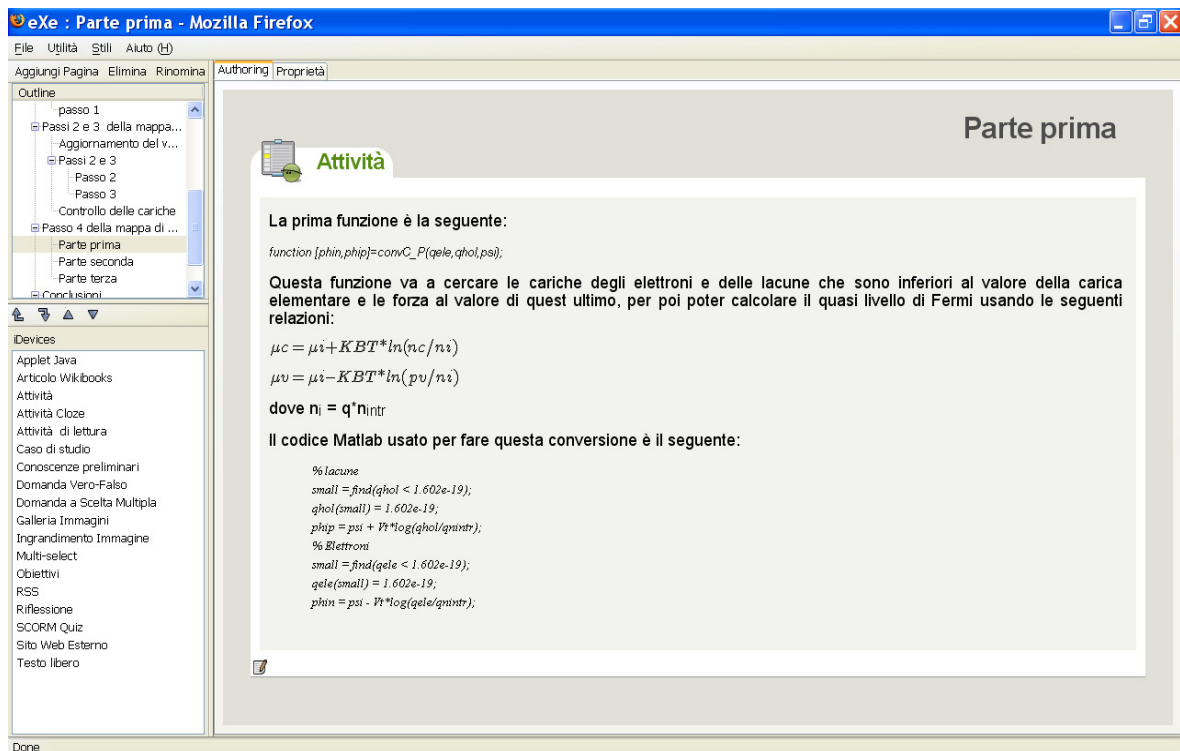 eXe : Parte prima - Mozilla Firefox
File Utilità Stili Aiuto (H)
Aggiungi Pagina Elimina Rinomina
Authoring Proprietà
Outline
passo 1
Passi 2 e 3 della mappa...
Aggiornamento del v...
Passi 2 e 3
Passo 2
Passo 3
Controllo delle cariche
Passo 4 della mappa di ...
Parte prima
Parte seconda
Parte terza
Conclusioni
iDevices
Applet Java
Articolo Wikibooks
Attività
Attività Cloze
Attività di lettura
Caso di studio
Conoscenze preliminari
Domanda Vero-Falso
Domanda a Scelta Multipla
Galleria Immagini
Ingrandimento Immagine
Multi-select
Obiettivi
RSS
Riflessione
SCORM Quiz
Sito Web Esterno
Testo libero
Parte prima
Attività
La prima funzione è la seguente:
function [phin,phip]=convC_P(qele,qhol,psi);
Questa funzione va a cercare le cariche degli elettroni e delle lacune che sono inferiori al valore della carica
elementare e le forza al valore di quest ultimo, per poi poter calcolare il quasi livello di Fermi usando le seguenti
relazioni:
μc = μi+KBT*ln(nc/ni)
μv = μi−KBT*ln(pv/ni)
dove ni = q*nintr
Il codice Matlab usato per fare questa conversione è il seguente:
% lacune
small = find(qhol < 1.602e-19);
qhol(small) = 1.602e-19;
phip = psi + Vt*log(qhol/qnintr);
% Elettroni
small = find(qele < 1.602e-19);
qele(small) = 1.602e-19;
phin = psi - Vt*log(qele/qnintr);
Done